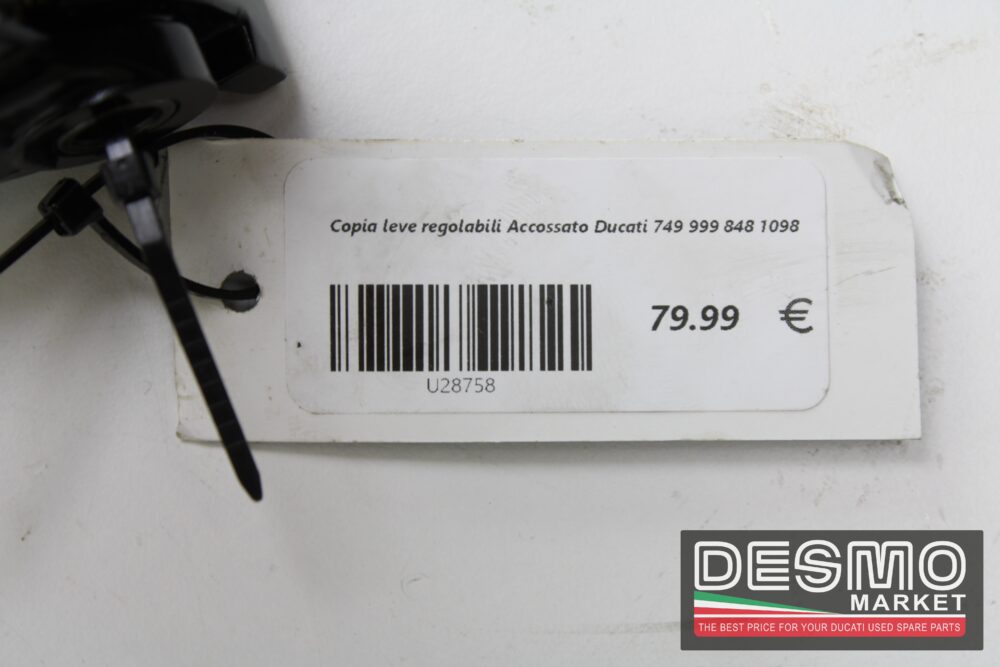 Copia leve regolabili Accossato Ducati 749 999 848 1098
79.99 €
U28758
DESMO
MARKET
THE BEST PRICE FOR YOUR DUCATI USED SPARE PARTS